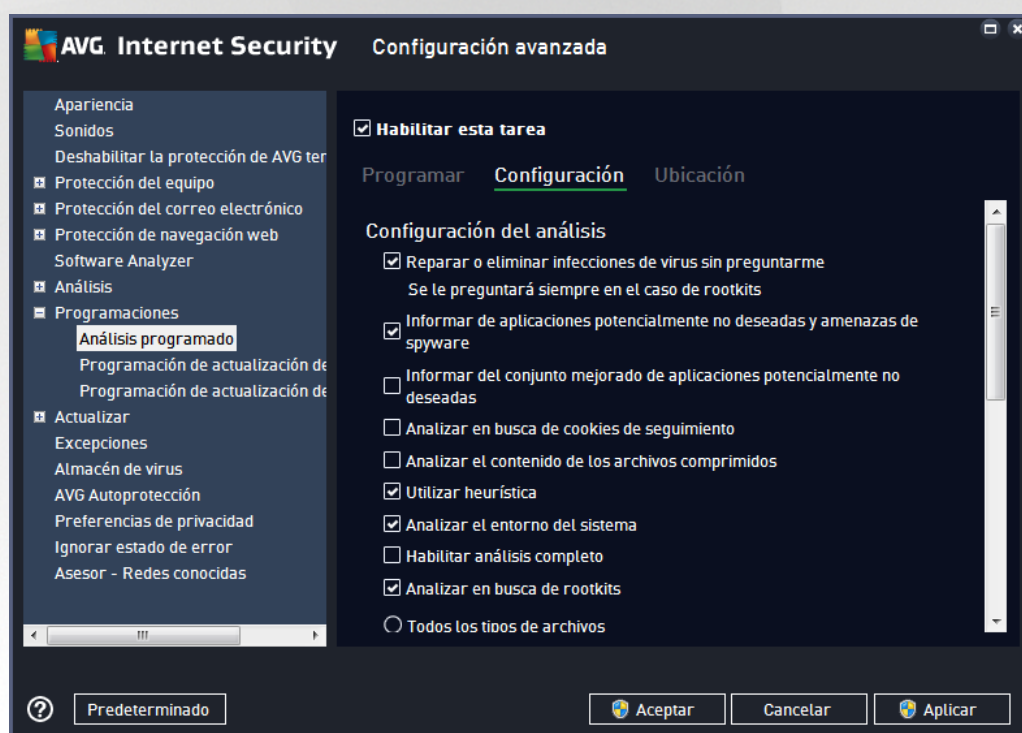 AVG. Internet Security
Configuración avanzada
Apariencia
Sonidos
Deshabilitar la protección de AVG ter
Protección del equipo
Protección del correo electrónico
Protección de navegación web
Software Analyzer
Análisis
Programaciones
Análisis programado
Programación de actualización de
Programación de actualización de
Actualizar
Excepciones
Almacén de virus
AVG Autoprotección
Preferencias de privacidad
Ignorar estado de error
Asesor - Redes conocidas
Habilitar esta tarea
Programar Configuración Ubicación
Configuración del análisis
Reparar o eliminar infecciones de virus sin preguntarme
Se le preguntará siempre en el caso de rootkits
Informar de aplicaciones potencialmente no deseadas y amenazas de
spyware
Informar del conjunto mejorado de aplicaciones potencialmente no
deseadas
Analizar en busca de cookies de seguimiento
Analizar el contenido de los archivos comprimidos
Utilizar heurística
Analizar el entorno del sistema
Habilitar análisis completo
Analizar en busca de rootkits
Todos los tipos de archivos
? Predeterminado Aceptar Cancelar Aplicar